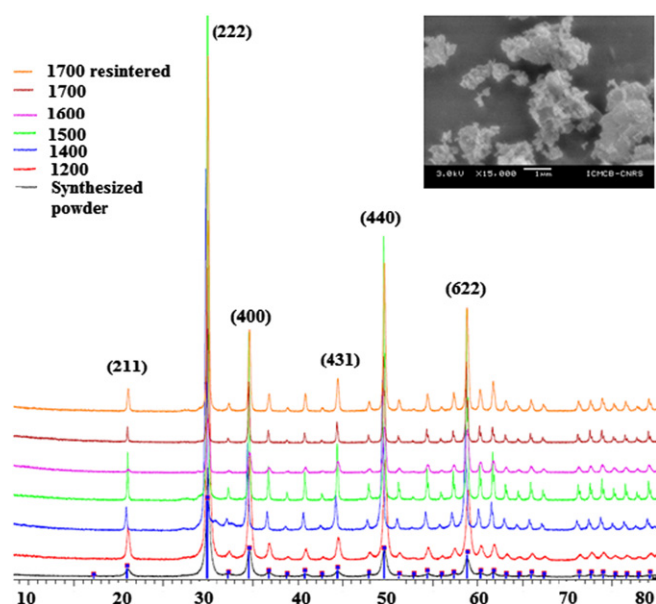 (222)
1700 resintered
1700
1600
1500
1400
1200
Synthesized
powder
3.0kV X15,000 1mm ICMCB-CNRS
(440)
(622)
(400)
(431)
(211)
10 20 30 40 50 60 70 80